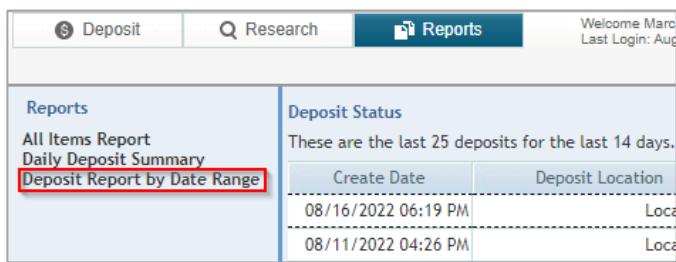 Deposit
Research
Reports
Welcome Marc
Last Login: Aug
Reports
All Items Report
Daily Deposit Summary
Deposit Report by Date Range
Deposit Status
These are the last 25 deposits for the last 14 days.
Create Date Deposit Location
08/16/2022 06:19 PM Loca
08/11/2022 04:26 PM Loca